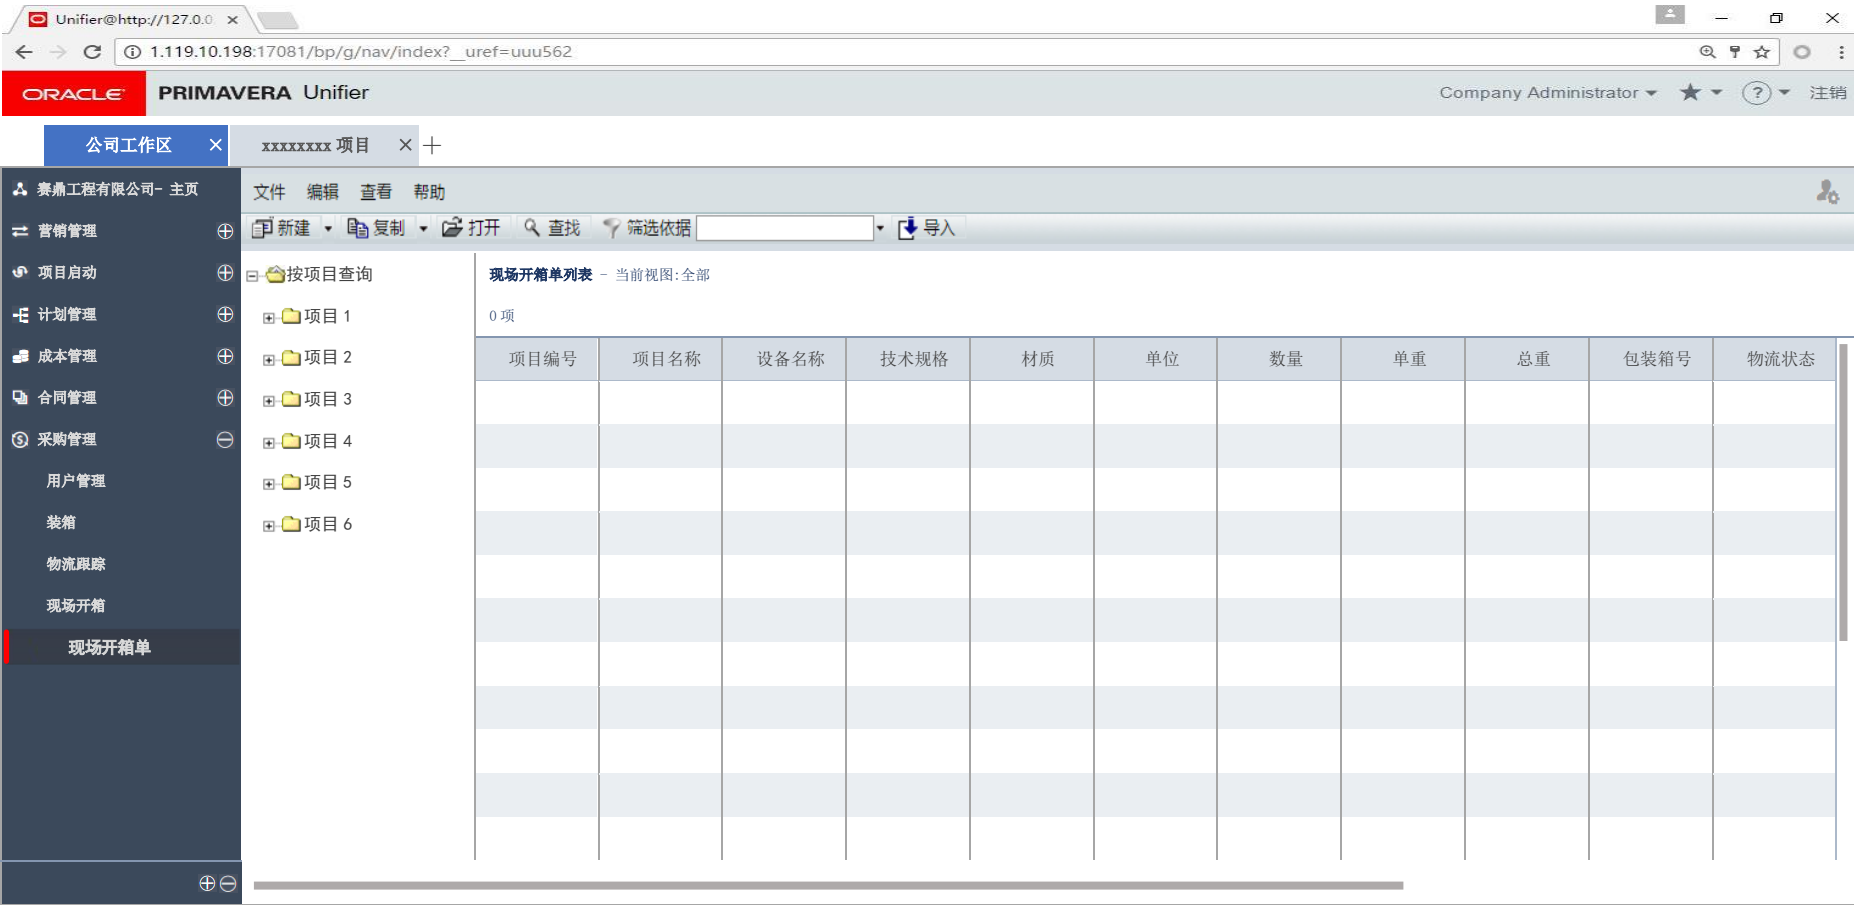 Unifier@http://127.0.0
1.119.10.198:17081/bp/g/nav/index?__uref=uuu562
ORACLE PRIMAVERA Unifier
Company Administrator
注销
公司工作区
xxxxxxxx 项目
赛鼎工程有限公司- 主页
营销管理
项目启动
计划管理
成本管理
合同管理
采购管理
用户管理
装箱
物流跟踪
现场开箱
现场开箱单
文件 编辑 查看 帮助
新建 复制 打开 查找 筛选依据 导入
按项目查询
项目 1
项目 2
项目 3
项目 4
项目 5
项目 6
现场开箱单列表 - 当前视图:全部
0 项
项目编号 项目名称 设备名称 技术规格 材质 单位 数量 单重 总重 包装箱号 物流状态